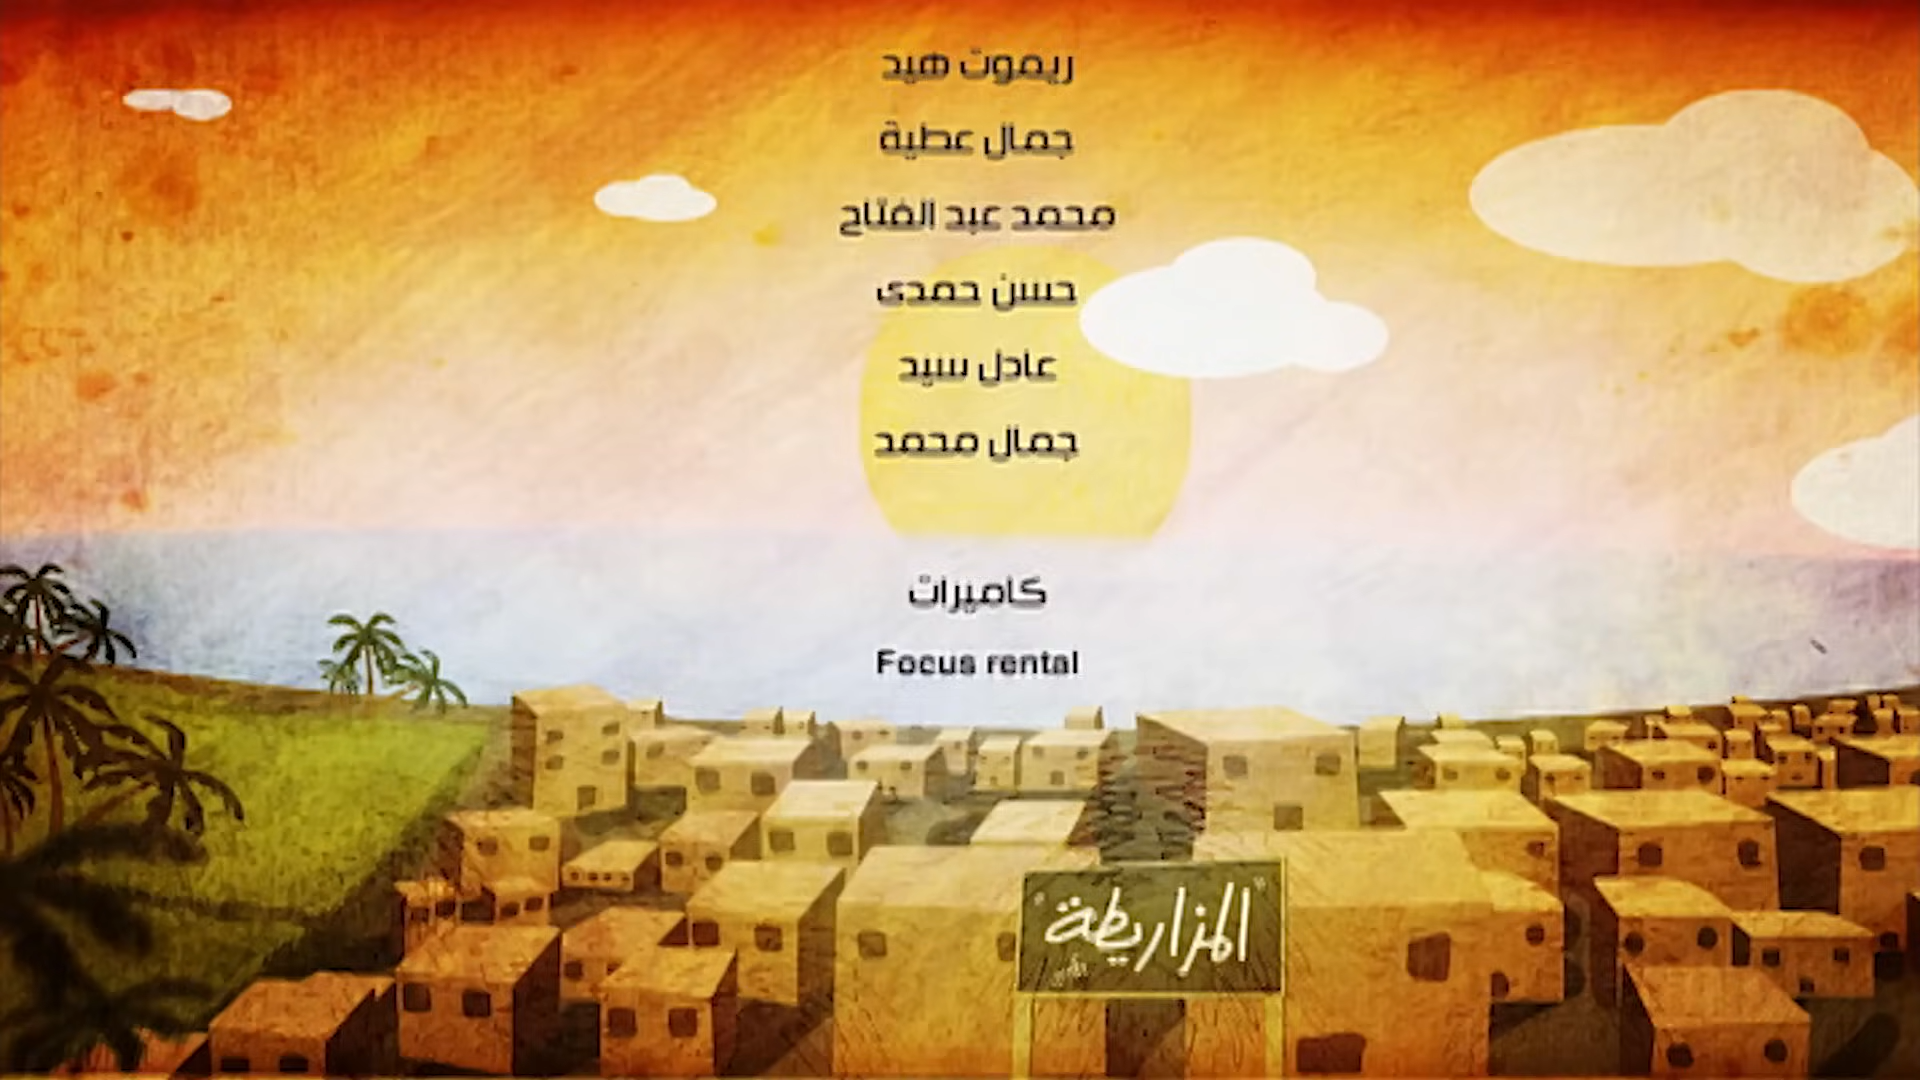 ريموت هيد
جمال عطية
محمد عبد الفتاح
حسن حمدى
عادل سيد
جمال محمد
كاميرات
Focus rental
"المزاريطة"